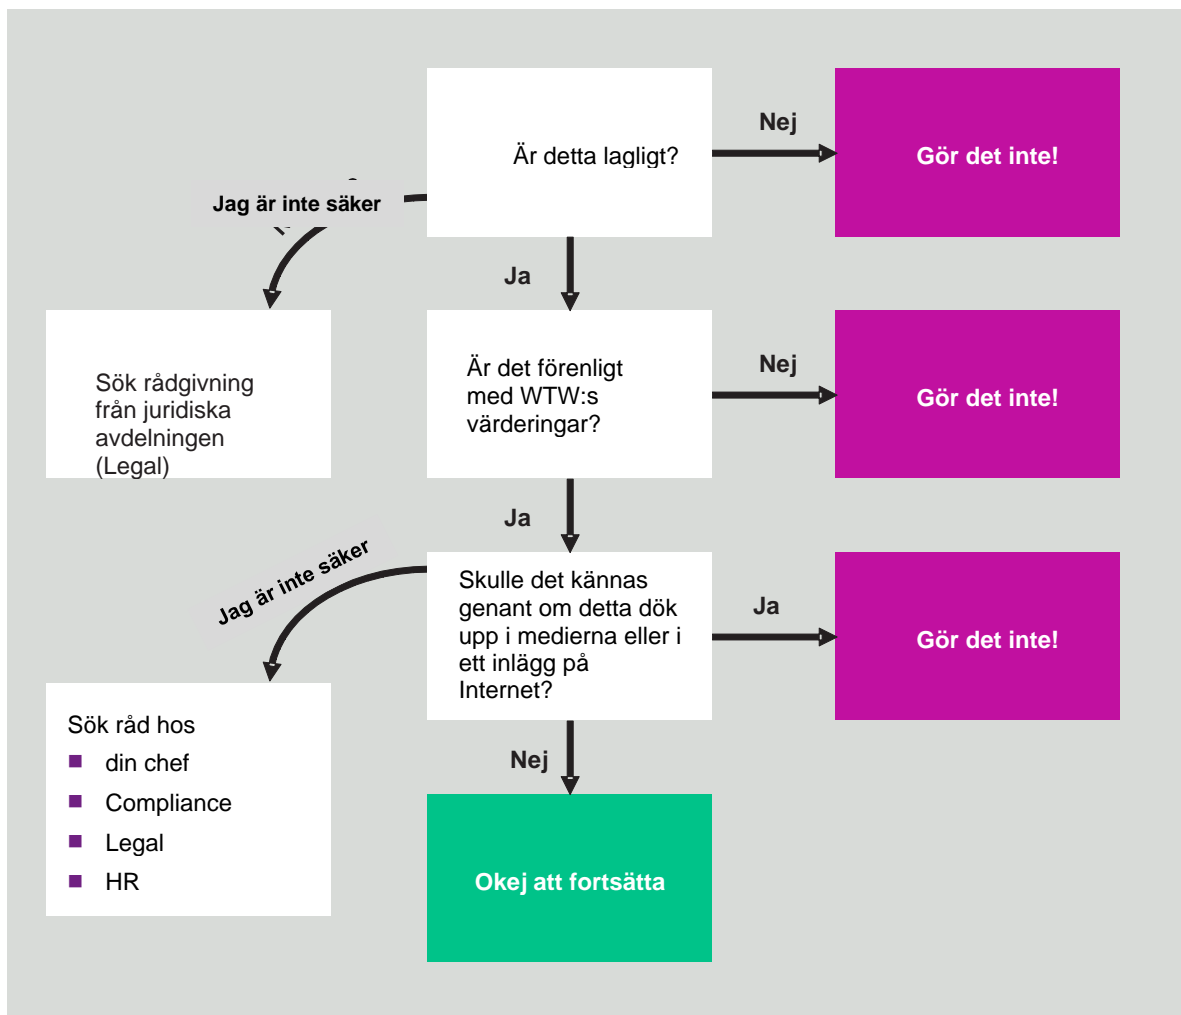 Är detta lagligt?
Nej
Gör det inte!
Jag är inte säker
Ja
Sök rådgivning
från juridiska
avdelningen
(Legal)
Är det förenligt
med WTW:s
värderingar?
Nej
Gör det inte!
Ja
Jag är inte säker
Skulle det kännas
genant om detta dök
upp i medierna eller i
ett inlägg på
Internet?
Ja
Gör det inte!
Sök råd hos
din chef
Compliance
Legal
HR
Nej
Okej att fortsätta